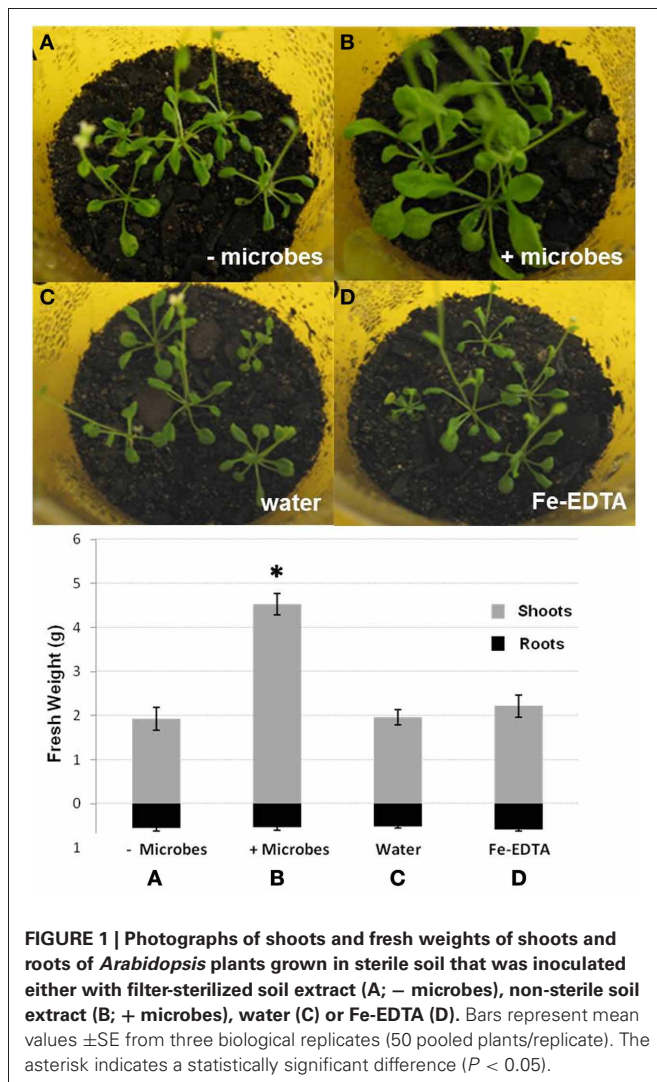 A
B
- microbes
+ microbes
C
D
water
Fe-EDTA
6
5
4
3
2
1
0
1
Fresh Weight (g)
*
Shoots
Roots
- Microbes
+ Microbes
Water
Fe-EDTA
A
B
C
D
FIGURE 1 | Photographs of shoots and fresh weights of shoots and
roots of Arabidopsis plants grown in sterile soil that was inoculated
either with filter-sterilized soil extract (A; − microbes), non-sterile soil
extract (B; + microbes), water (C) or Fe-EDTA (D). Bars represent mean
values ±SE from three biological replicates (50 pooled plants/replicate). The
asterisk indicates a statistically significant difference (P < 0.05).